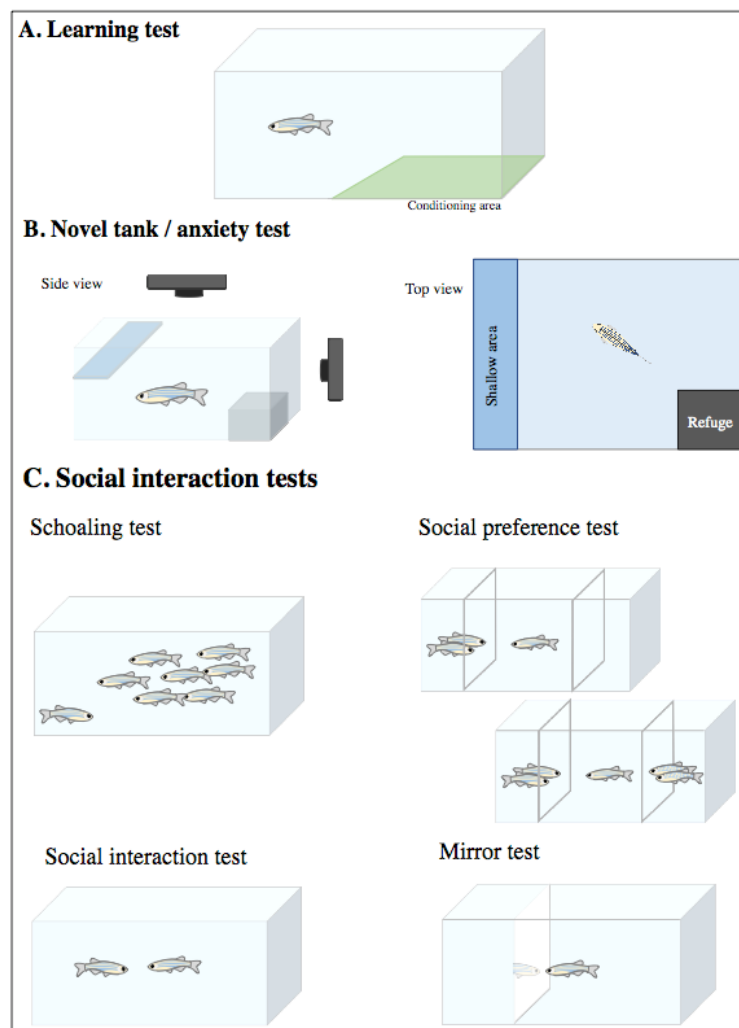 A. Learning test
Conditioning area
B. Novel tank / anxiety test
Side view
Top view
Shallow area
Refuge
C. Social interaction tests
Schoaling test
Social preference test
Social interaction test
Mirror test